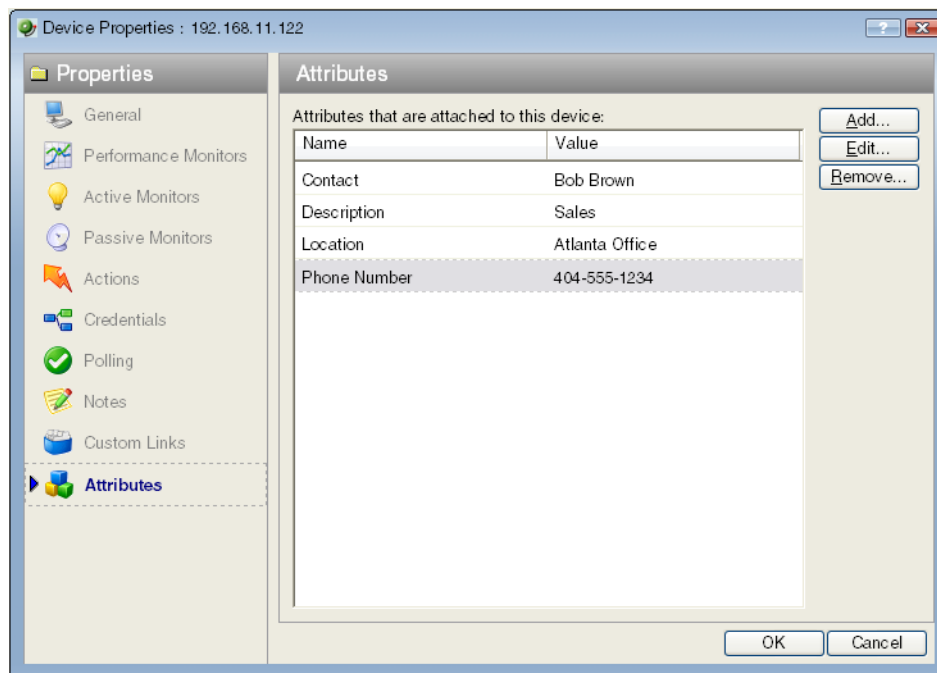 Device Properties : 192.168.11.122
?
Properties
General
Performance Monitors
Active Monitors
Passive Monitors
Actions
Credentials
Polling
Notes
Custom Links
Attributes
Attributes
Attributes that are attached to this device:
Name Value
Contact Bob Brown
Description Sales
Location Atlanta Office
Phone Number 404-555-1234
Add...
Edit...
Remove...
OK Cancel